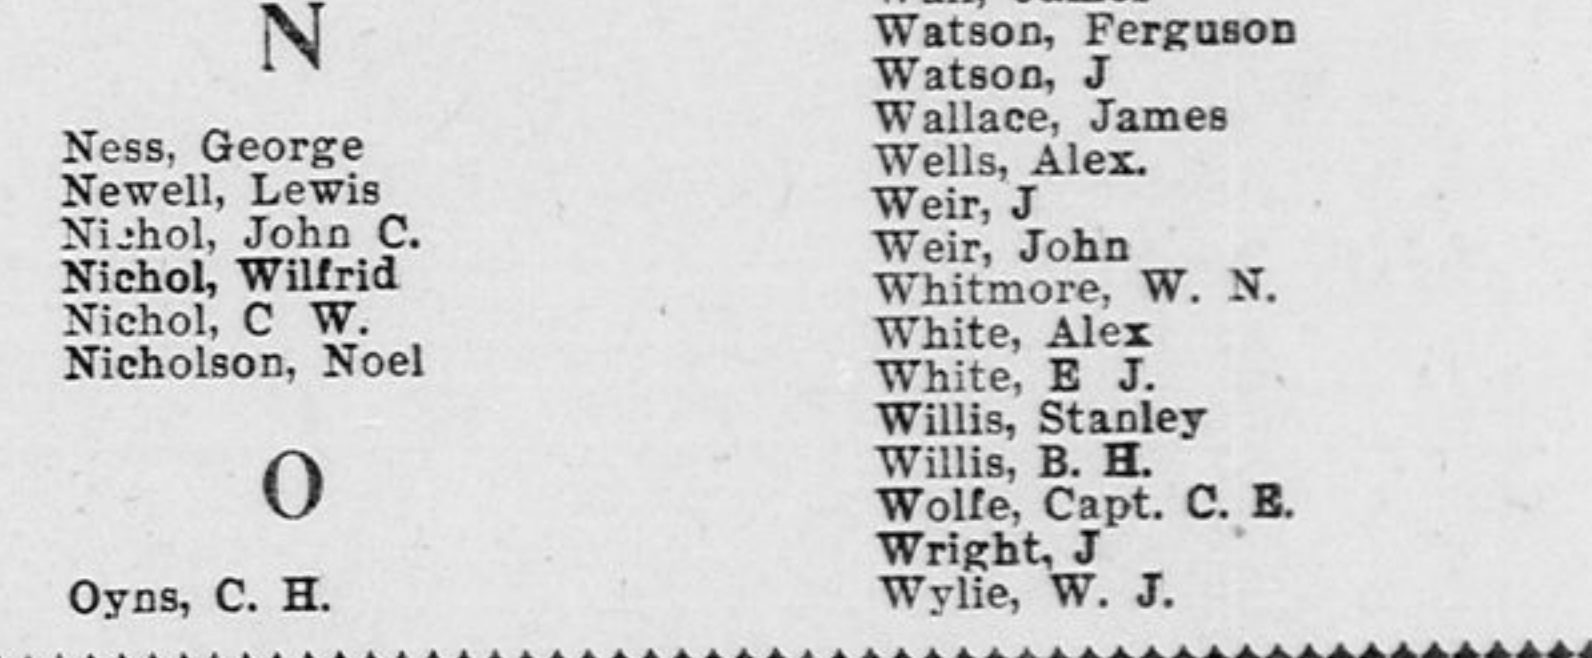 N
Ness, George
Newell, Lewis
Nichol, John C.
Nichol, Wilfrid
Nichol, C W.
Nicholson, Noel
O
Oyns, C. H.
Watson, Ferguson
Watson, J
Wallace, James
Wells, Alex.
Weir, J
Weir, John
Whitmore, W. N.
White, Alex
White, E J.
Willis, Stanley
Willis, B. H.
Wolfe, Capt. C. E.
Wright, J
Wylie, W. J.